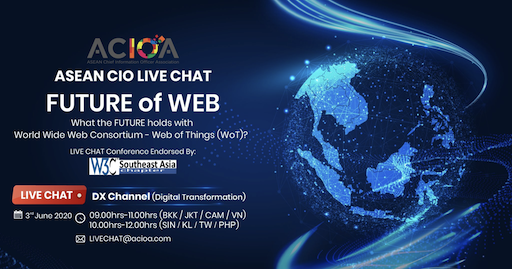 ACIOA
ASEAN Chief Information Officer Association
ASEAN CIO LIVE CHAT
FUTURE of WEB
What the FUTURE holds with
World Wide Web Consortium - Web of Things (WoT)?
LIVE CHAT Conference Endorsed By:
W3C Southeast Asia
chapter
LIVE CHAT
DX Channel (Digital Transformation)
3rd June 2020
09.00hrs-11.00hrs (BKK / JKT / CAM / VN)
10.00hrs-12.00hrs (SIN / KL / TW / PHP)
LIVECHAT@acioa.com